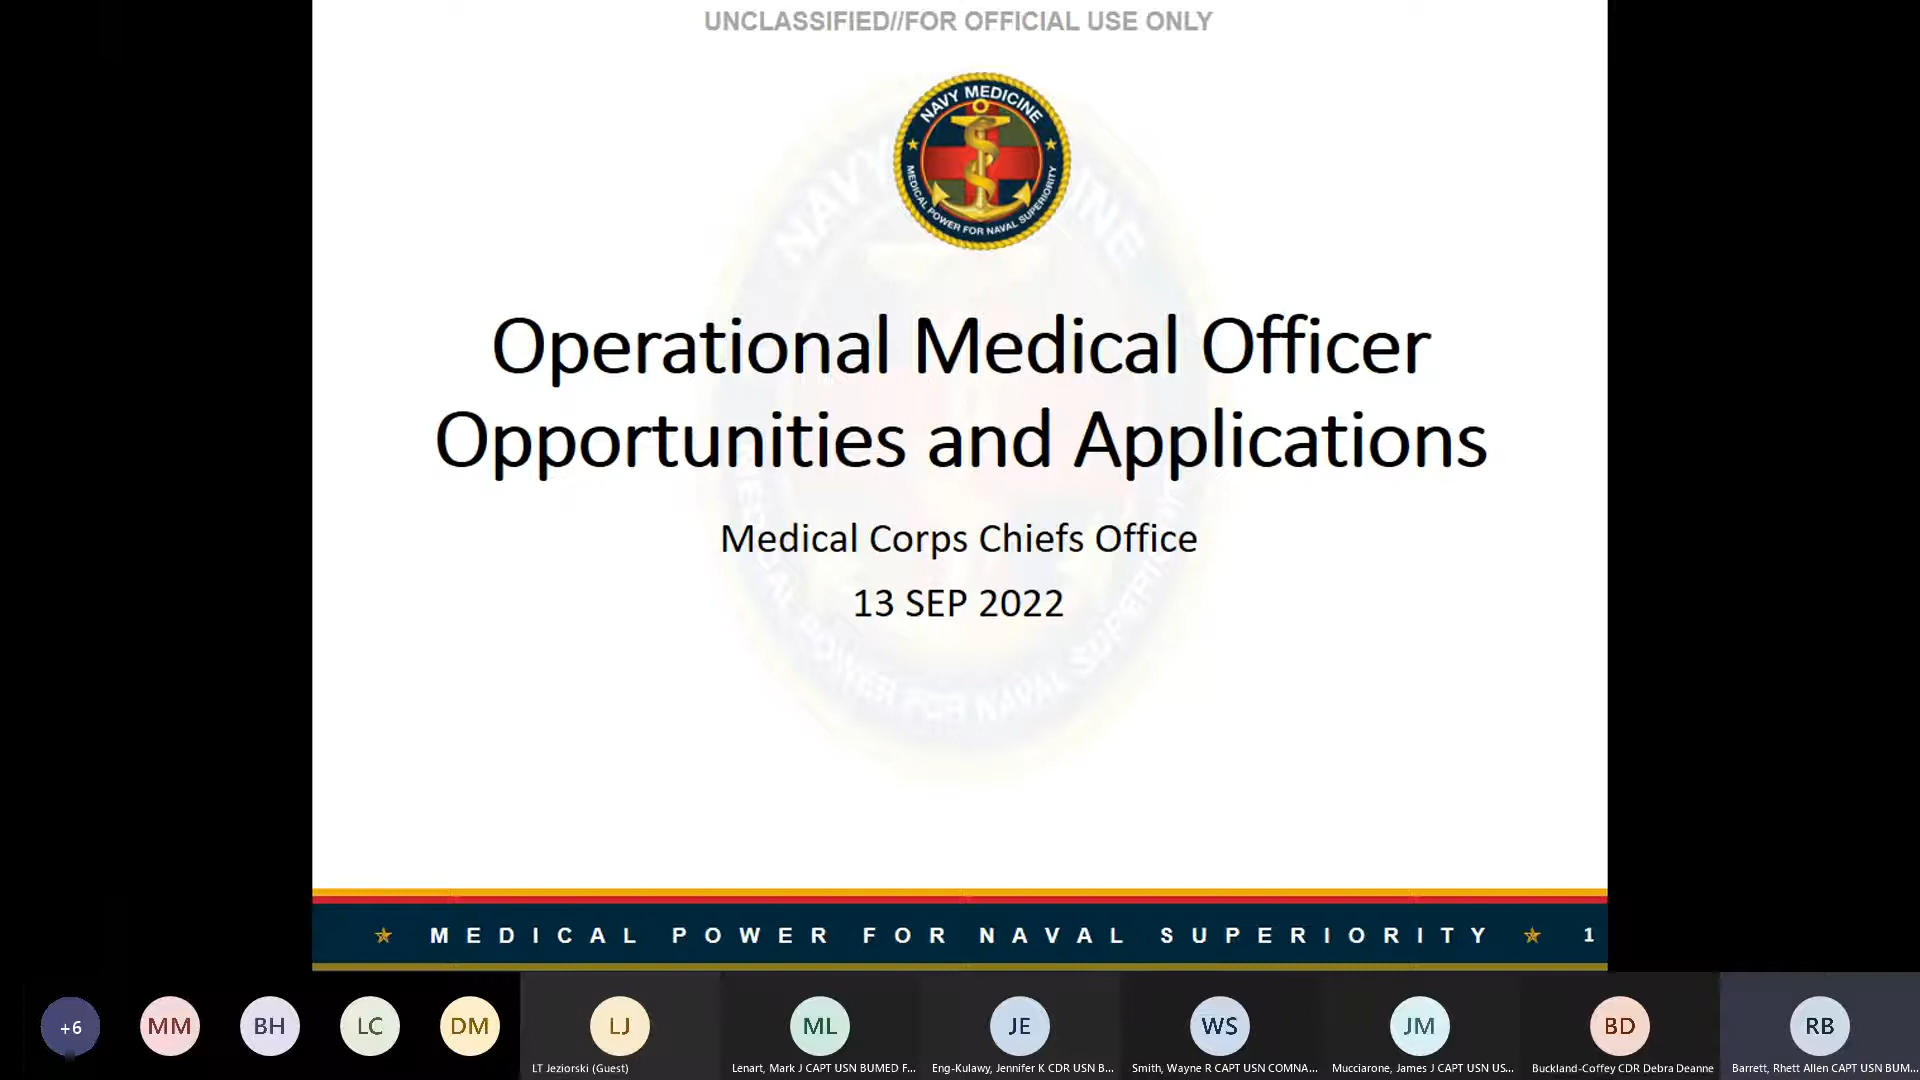 UNCLASSIFIED//FOR OFFICIAL USE ONLY
NAVY MEDICINE
MEDICAL POWER FOR NAVAL SUPERIORITY
Operational Medical Officer
Opportunities and Applications
Medical Corps Chiefs Office
13 SEP 2022
MEDICAL POWER FOR NAVAL SUPERIORITY 1
+6 MM BH LC DM LJ ML JE WS JM BD RB
LT Jeziorski (Guest) Lenart, Mark J CAPT USN BUMED F... Eng-Kulawy, Jennifer K CDR USN B... Smith, Wayne R CAPT USN COMNA... Mucciarone, James J CAPT USN US... Buckland-Coffey CDR Debra Deanne Barrett, Rhett Allen CAPT USN BUM...